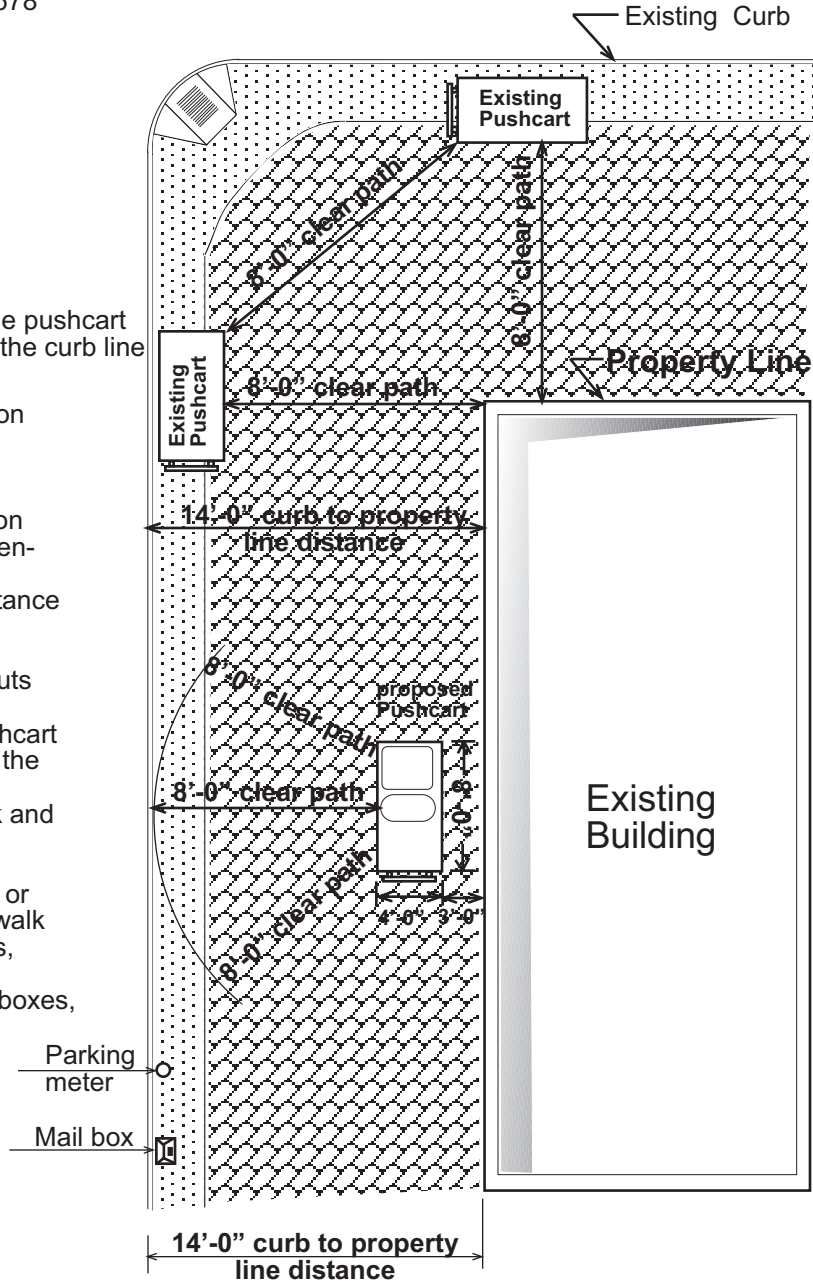 Existing Curb
Existing
Pushcart
8’-0” clear path
8’-0” clear path
e pushcart
the curb line
on
on
en-
tance
uts
hcart
the
k and
or
walk
s,
boxes,
Property Line
Existing
Pushcart
8’-0” clear path
14’-0” curb to property
line distance
8’-0” clear path
proposed
Pushcart
8’-0” clear path
8’-0”
8’-0” clear path
4’-0”
3’-0”
Existing
Building
Parking
meter
Mail box
14’-0” curb to property
line distance